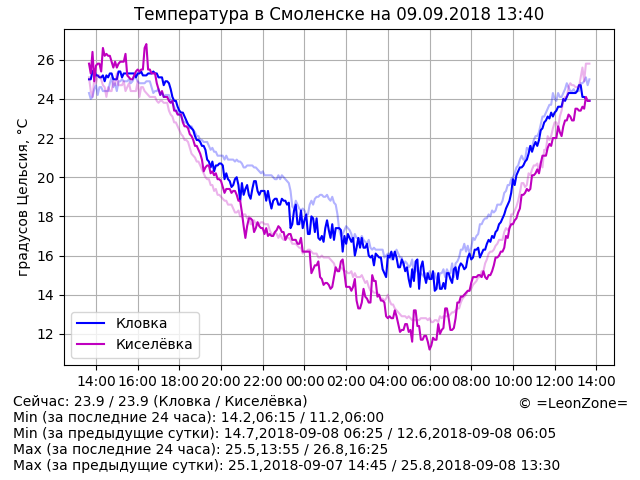 Температура в Смоленске на 09.09.2018 13:40
градусов Цельсия, °C
26
24
22
20
18
16
14
12
Кловка
Киселёвка
14:00 16:00 18:00 20:00 22:00 00:00 02:00 04:00 06:00 08:00 10:00 12:00 14:00
Сейчас: 23.9 / 23.9 (Кловка / Киселёвка)
© =LeonZone=
Min (за последние 24 часа): 14.2,06:15 / 11.2,06:00
Min (за предыдущие сутки): 14.7,2018-09-08 06:25 / 12.6,2018-09-08 06:05
Max (за последние 24 часа): 25.5,13:55 / 26.8,16:25
Max (за предыдущие сутки): 25.1,2018-09-07 14:45 / 25.8,2018-09-08 13:30